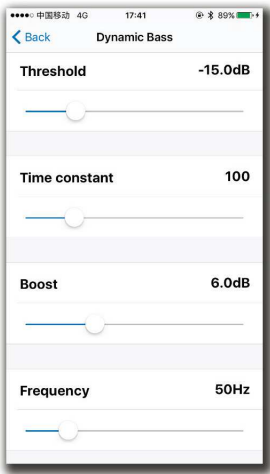 中国移动 4G 17:41 89%
Back Dynamic Bass
Threshold -15.0dB
Time constant 100
Boost 6.0dB
Frequency 50Hz